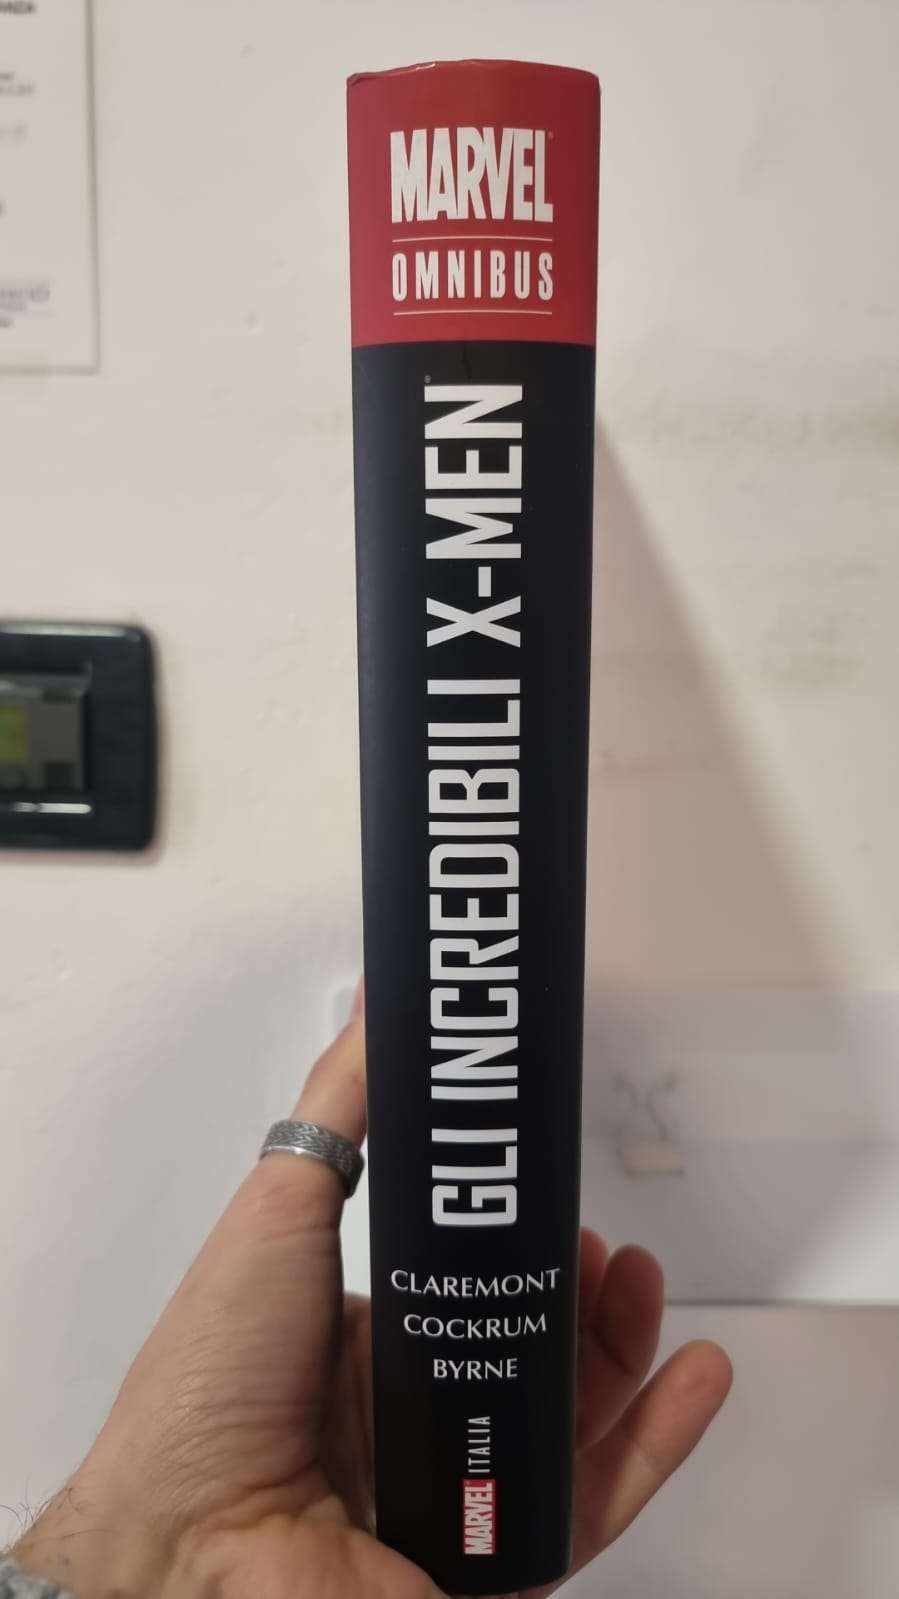 MARVEL
OMNIBUS
GLI INCREDIBILI X-MEN
CLAREMONT
COCKRUM
BYRNE
MARVEL ITALIA